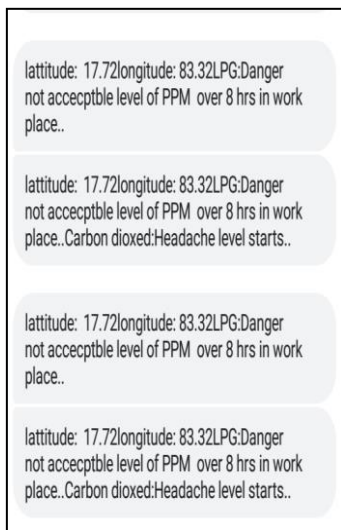 lattitude:  17.72longitude: 83.32LPG:Danger
not accecptble level of PPM  over 8 hrs in work
place..
lattitude:  17.72longitude: 83.32LPG:Danger
not accecptble level of PPM  over 8 hrs in work
place..Carbon dioxed:Headache level starts..
lattitude:  17.72longitude: 83.32LPG:Danger
not accecptble level of PPM  over 8 hrs in work
place..
lattitude:  17.72longitude: 83.32LPG:Danger
not accecptble level of PPM  over 8 hrs in work
place..Carbon dioxed:Headache level starts..